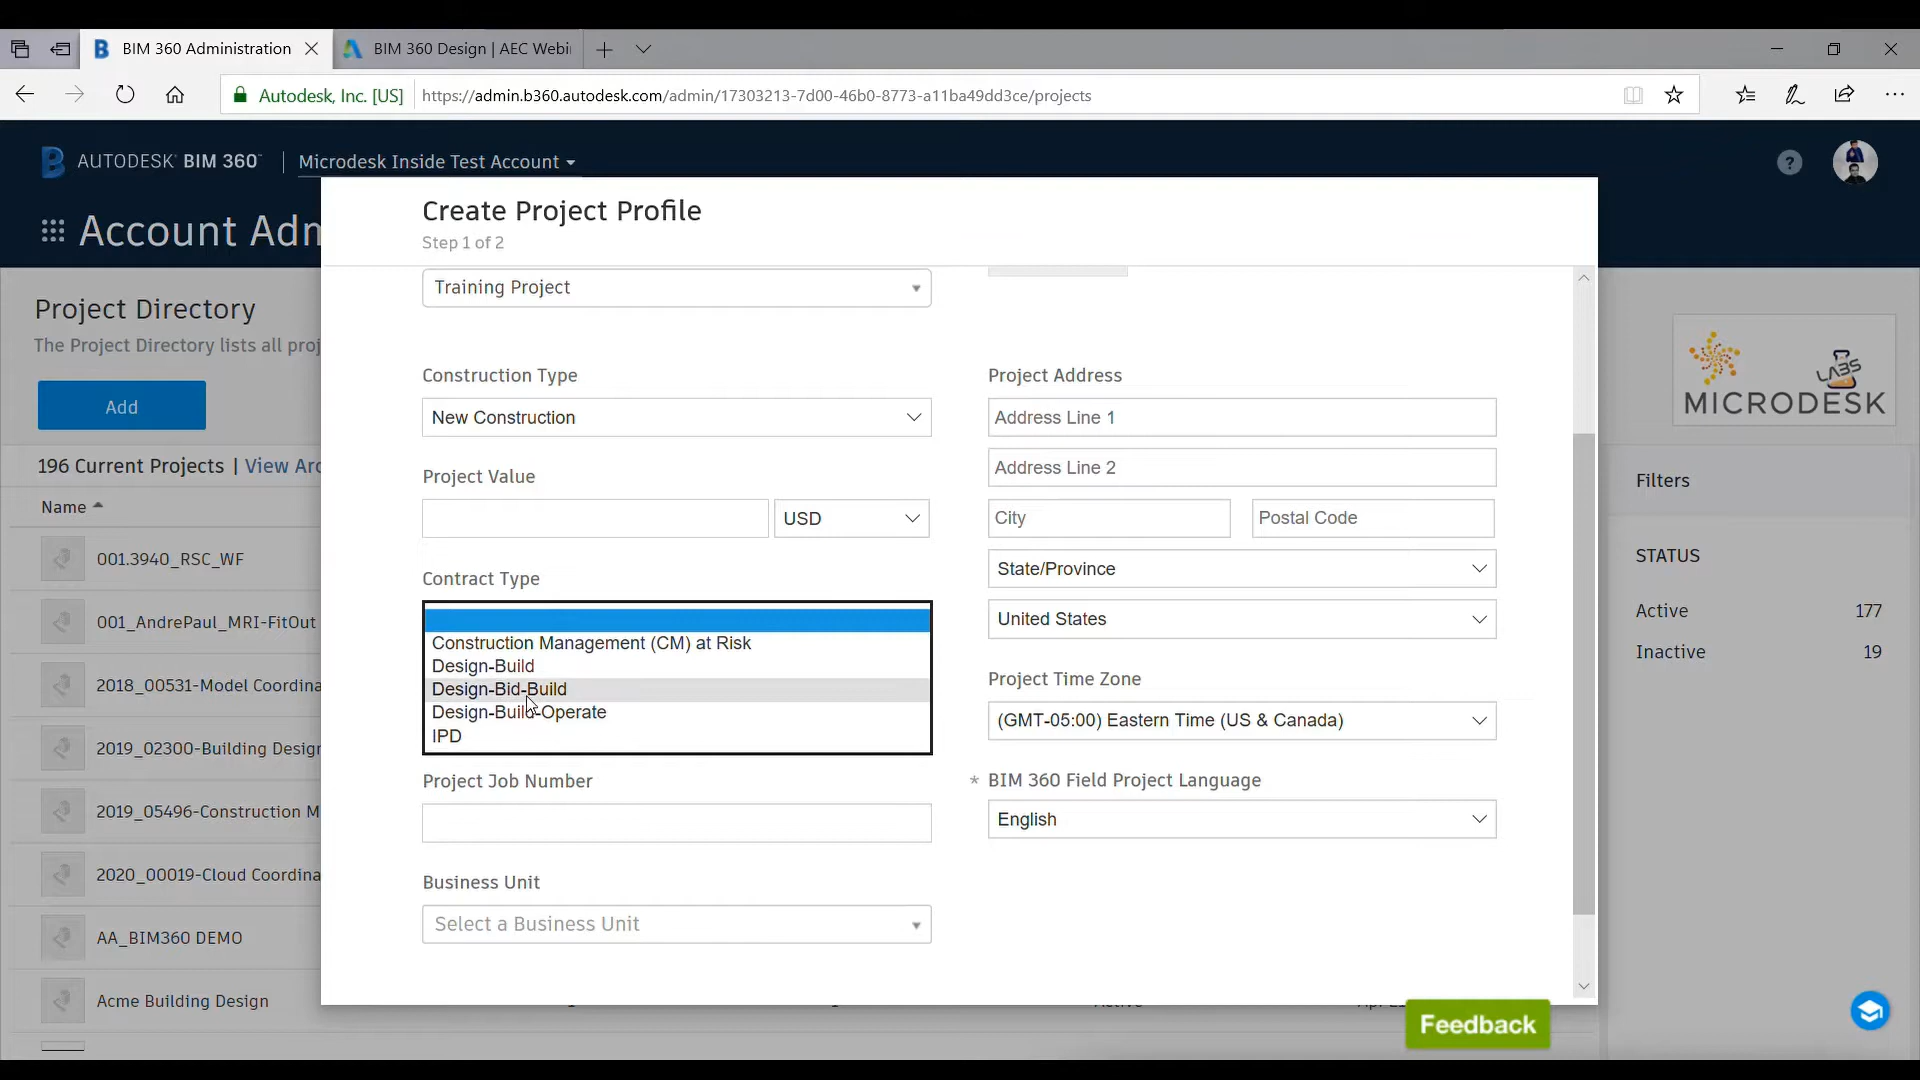 BIM 360 Administration
BIM 360 Design | AEC Webi
Autodesk, Inc. [US]
https://admin.b360.autodesk.com/admin/17303213-7d00-46b0-8773-a11ba49dd3ce/projects
AUTODESK BIM 360
Microdesk Inside Test Account
Account Adm
Create Project Profile
Step 1 of 2
Project Directory
The Project Directory lists all proj
Add
196 Current Projects | View Arc
Name
001.3940_RSC_WF
001_AndrePaul_MRI-FitOut
2018_00531-Model Coordina
2019_02300-Building Design
2019_05496-Construction M
2020_00019-Cloud Coordina
AA_BIM360 DEMO
Acme Building Design
Training Project
Construction Type
New Construction
Project Value
USD
Contract Type
Construction Management (CM) at Risk
Design-Build
Design-Bid-Build
Design-Build-Operate
IPD
Project Job Number
Business Unit
Select a Business Unit
Project Address
Address Line 1
Address Line 2
City
Postal Code
State/Province
United States
Project Time Zone
(GMT-05:00) Eastern Time (US & Canada)
* BIM 360 Field Project Language
English
LABS
MICRODESK
Filters
STATUS
Active 177
Inactive 19
Feedback